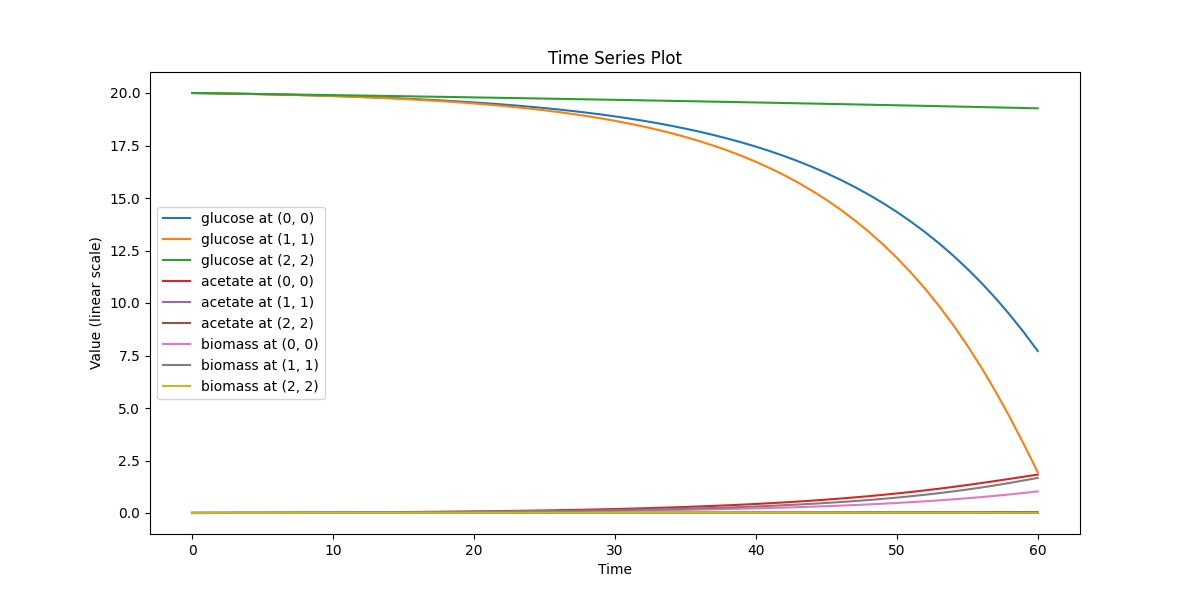 Time Series Plot
Value (linear scale)
20.0
17.5
15.0
12.5
10.0
7.5
5.0
2.5
0.0
glucose at (0, 0)
glucose at (1, 1)
glucose at (2, 2)
acetate at (0, 0)
acetate at (1, 1)
acetate at (2, 2)
biomass at (0, 0)
biomass at (1, 1)
biomass at (2, 2)
0 10 20 30 40 50 60
Time